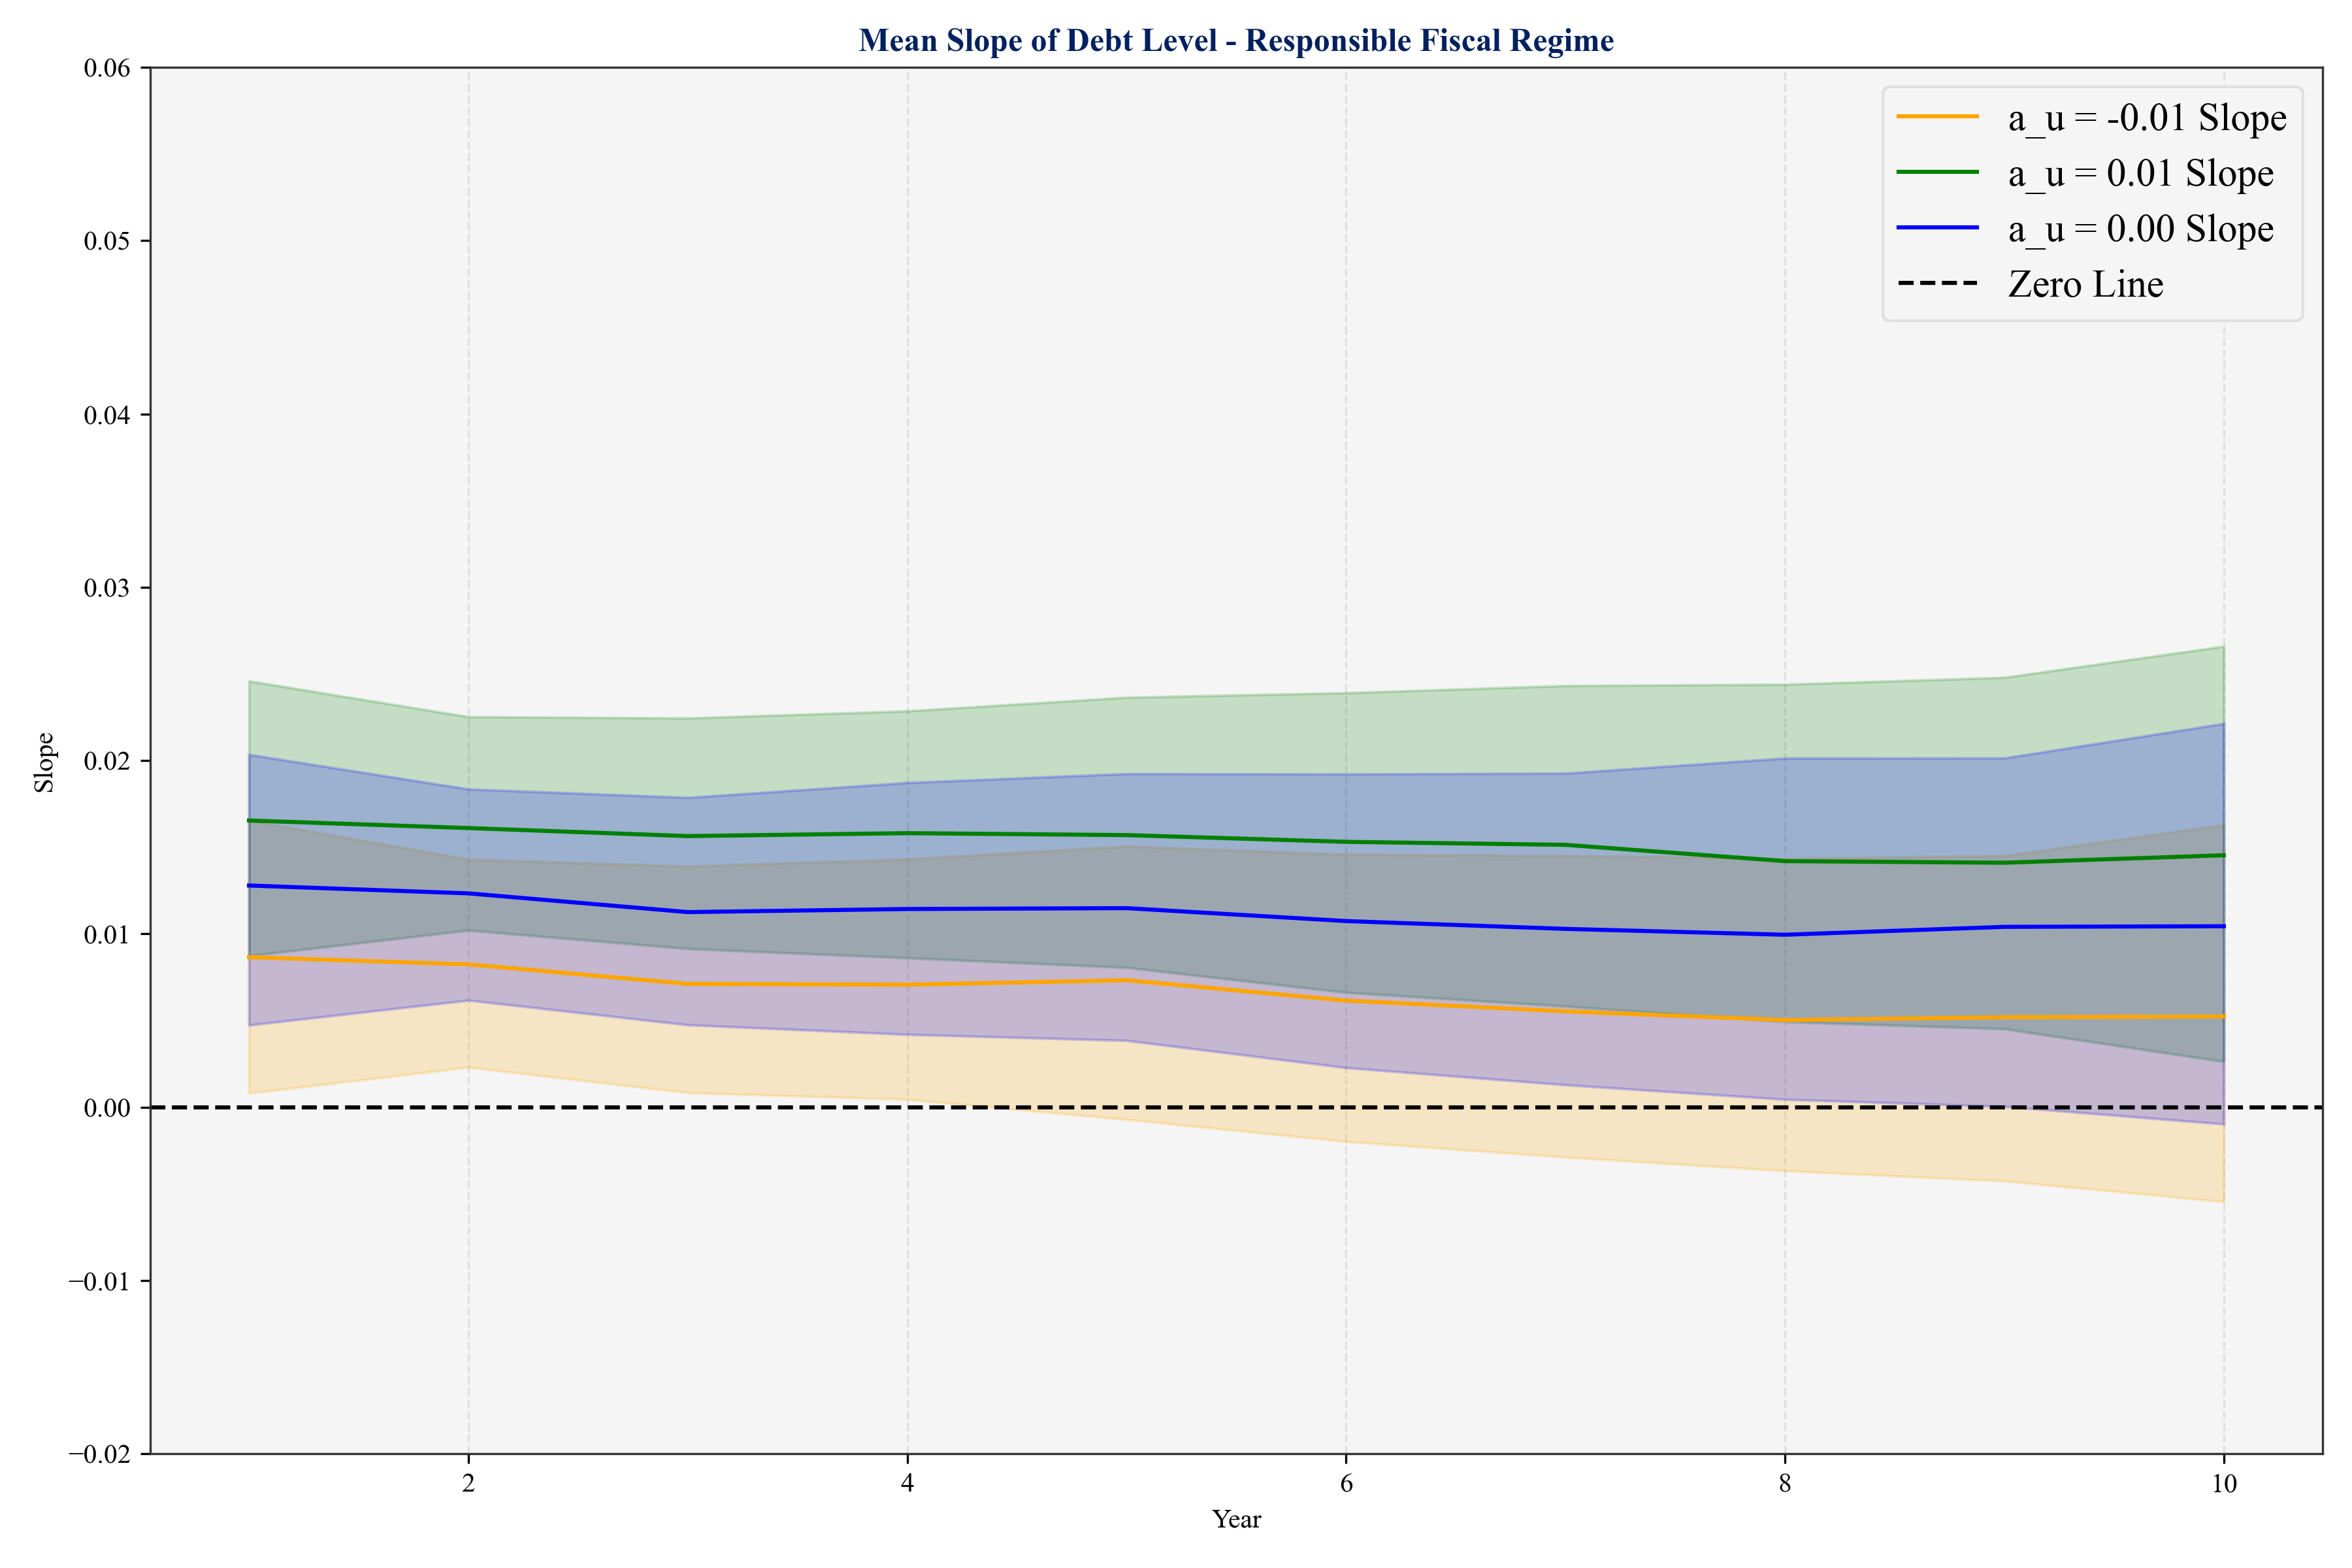 Mean Slope of Debt Level - Responsible Fiscal Regime
0.06
0.05
0.04
0.03
0.02
0.01
0.00
−0.01
−0.02
Slope
a_u = -0.01 Slope
a_u = 0.01 Slope
a_u = 0.00 Slope
Zero Line
2 4 6 8 10
Year